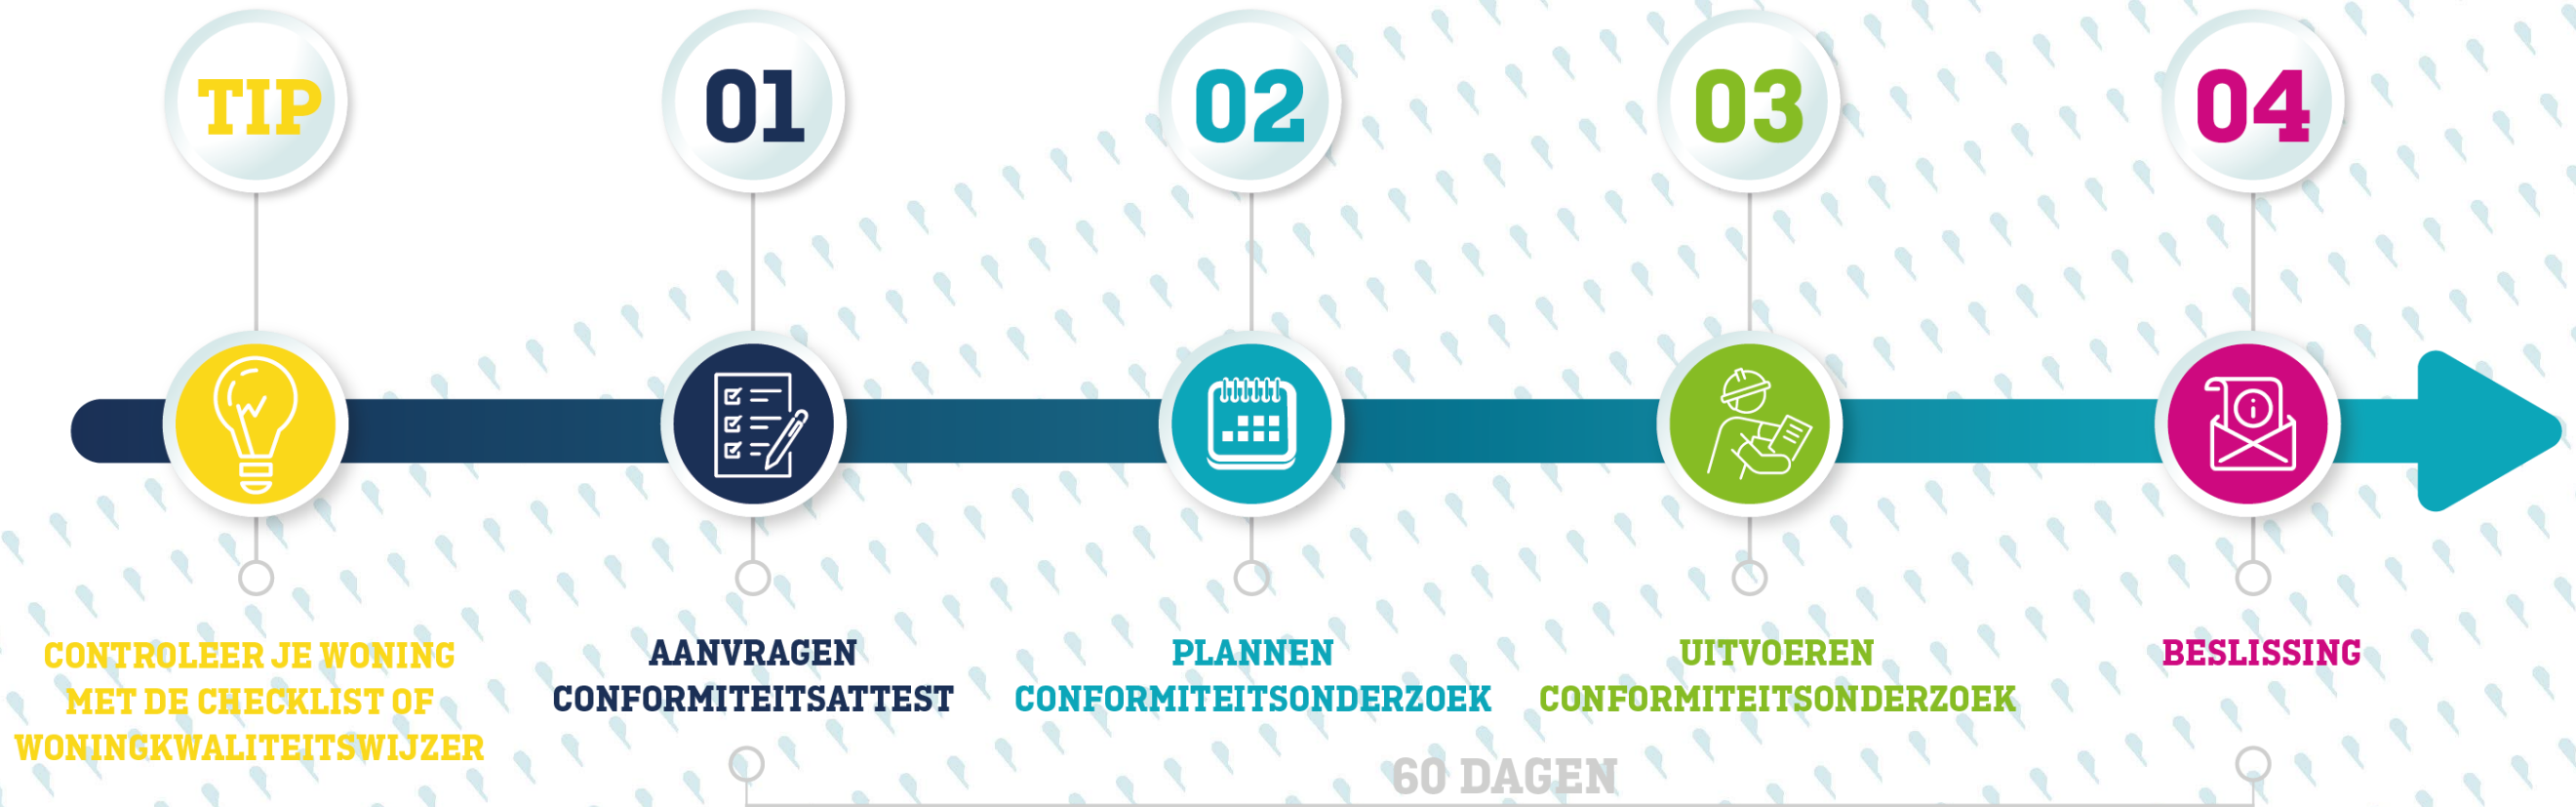 TIP
01
02
03
04
CONTROLEER JE WONING
MET DE CHECKLIST OF
WONINGKWALITEITSWIJZER
AANVRAGEN
CONFORMITEITSATTEST
PLANNEN
CONFORMITEITSONDERZOEK
UITVOEREN
CONFORMITEITSONDERZOEK
BESLISSING
60 DAGEN